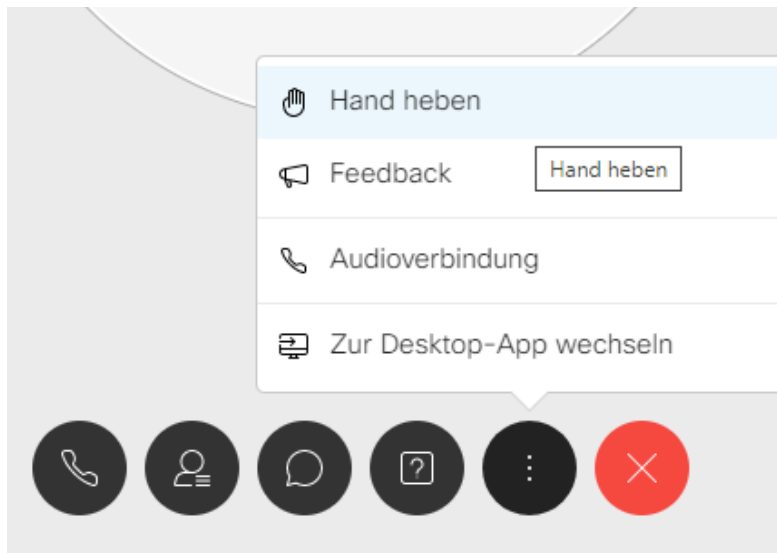 Hand heben
Feedback
Hand heben
Audioverbindung
Zur Desktop-App wechseln
?